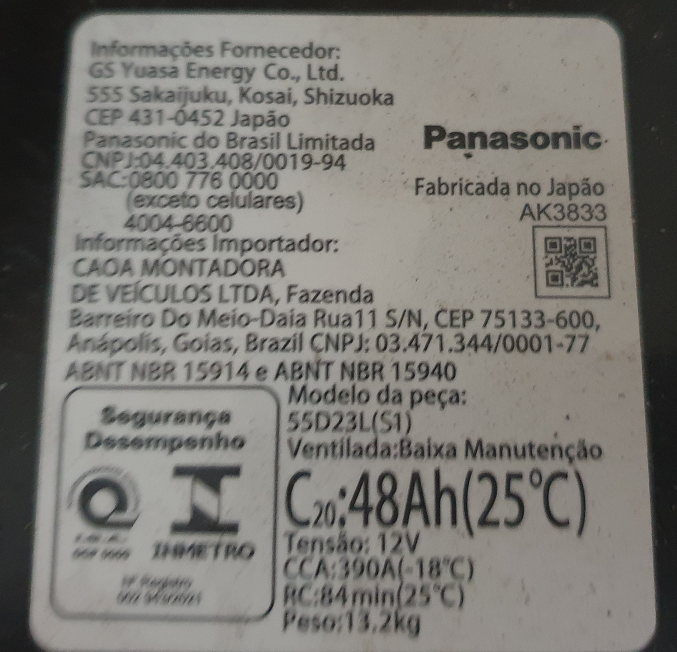 Informações Fornecedor:
GS Yuasa Energy Co., Ltd.
555 Sakaijuku, Kosai, Shizuoka
CEP 431-0452 Japão
Panasonic do Brasil Limitada
CNPJ:04.403.408/0019-94
SAC:0800 776 0000
(exceto celulares)
4004-6600
Panasonic
Fabricada no Japão
AK3833
Informações Importador:
CAOA MONTADORA
DE VEÍCULOS LTDA, Fazenda
Barreiro Do Meio-Daia Rua11 S/N, CEP 75133-600,
Anápolis, Goias, Brazil CNPJ: 03.471.344/0001-77
ABNT NBR 15914 e ABNT NBR 15940
Segurança
Desempenho
INMETRO
Nº Registro
Modelo da peça:
55D23L(S1)
Ventilada:Baixa Manutenção
C20:48Ah(25℃)
Tensão: 12V
CCA:390A(-18℃)
RC:84min(25℃)
Peso:13.2kg